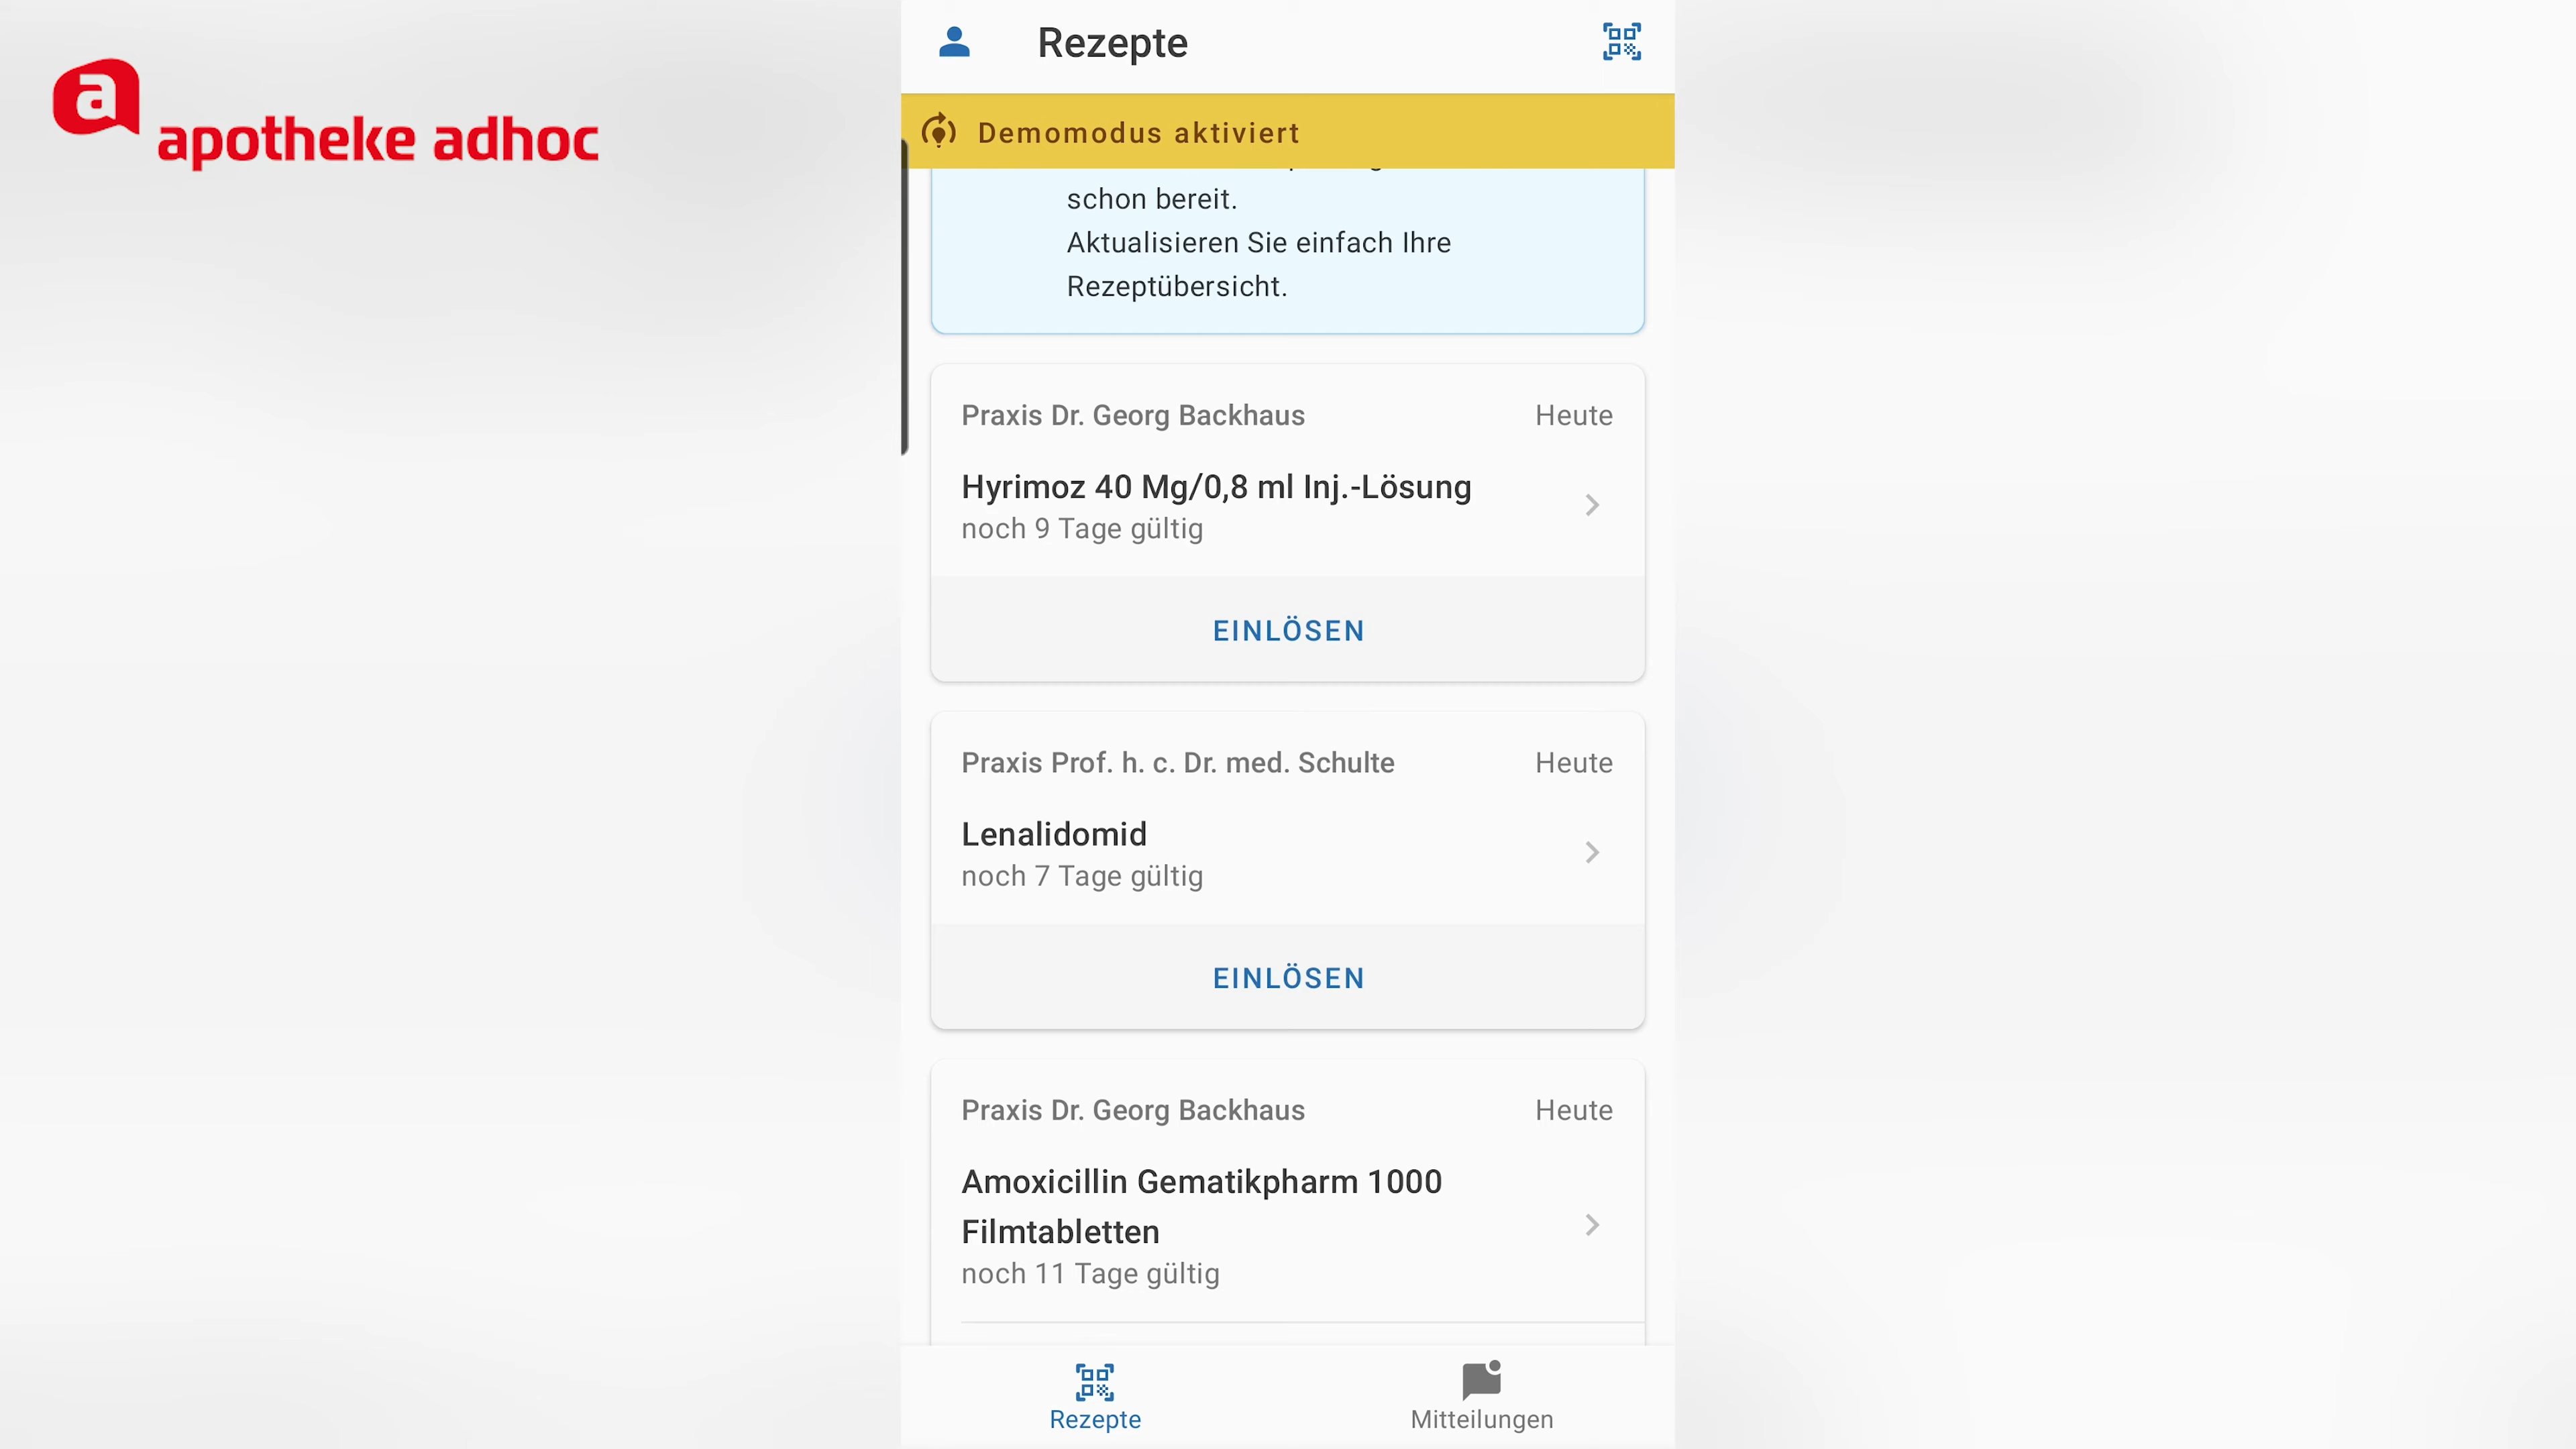 a
apotheke adhoc
Rezepte
Demomodus aktiviert
schon bereit.
Aktualisieren Sie einfach Ihre
Rezeptübersicht.
Praxis Dr. Georg Backhaus Heute
Hyrimoz 40 Mg/0,8 ml Inj.-Lösung
noch 9 Tage gültig
EINLÖSEN
Praxis Prof. h. c. Dr. med. Schulte Heute
Lenalidomid
noch 7 Tage gültig
EINLÖSEN
Praxis Dr. Georg Backhaus Heute
Amoxicillin Gematikpharm 1000
Filmtabletten
noch 11 Tage gültig
Rezepte Mitteilungen